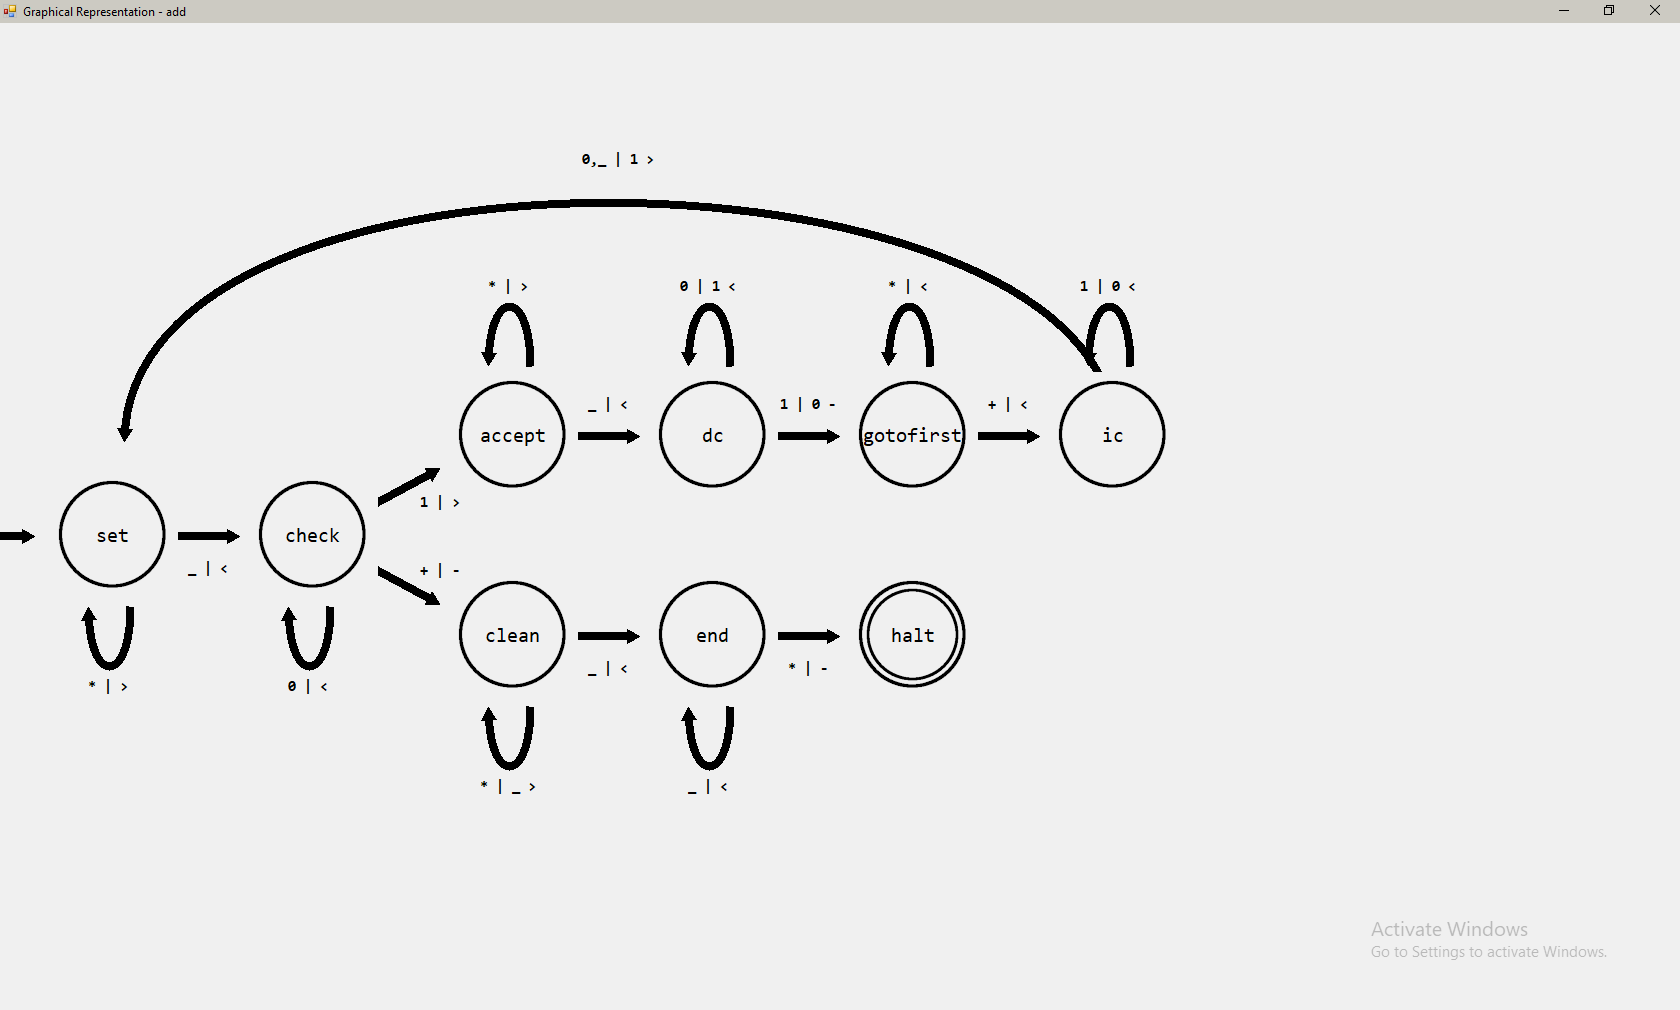 Graphical Representation - add
0,_ | 1 >
* | >
0 | 1 <
* | <
1 | 0 <
_ | <
1 | 0 -
+ | <
accept
dc
gotofirst
ic
1 | >
set
check
_ | <
+ | -
clean
end
halt
_ | <
* | -
* | >
0 | <
* | _ >
_ | <
Activate Windows
Go to Settings to activate Windows.